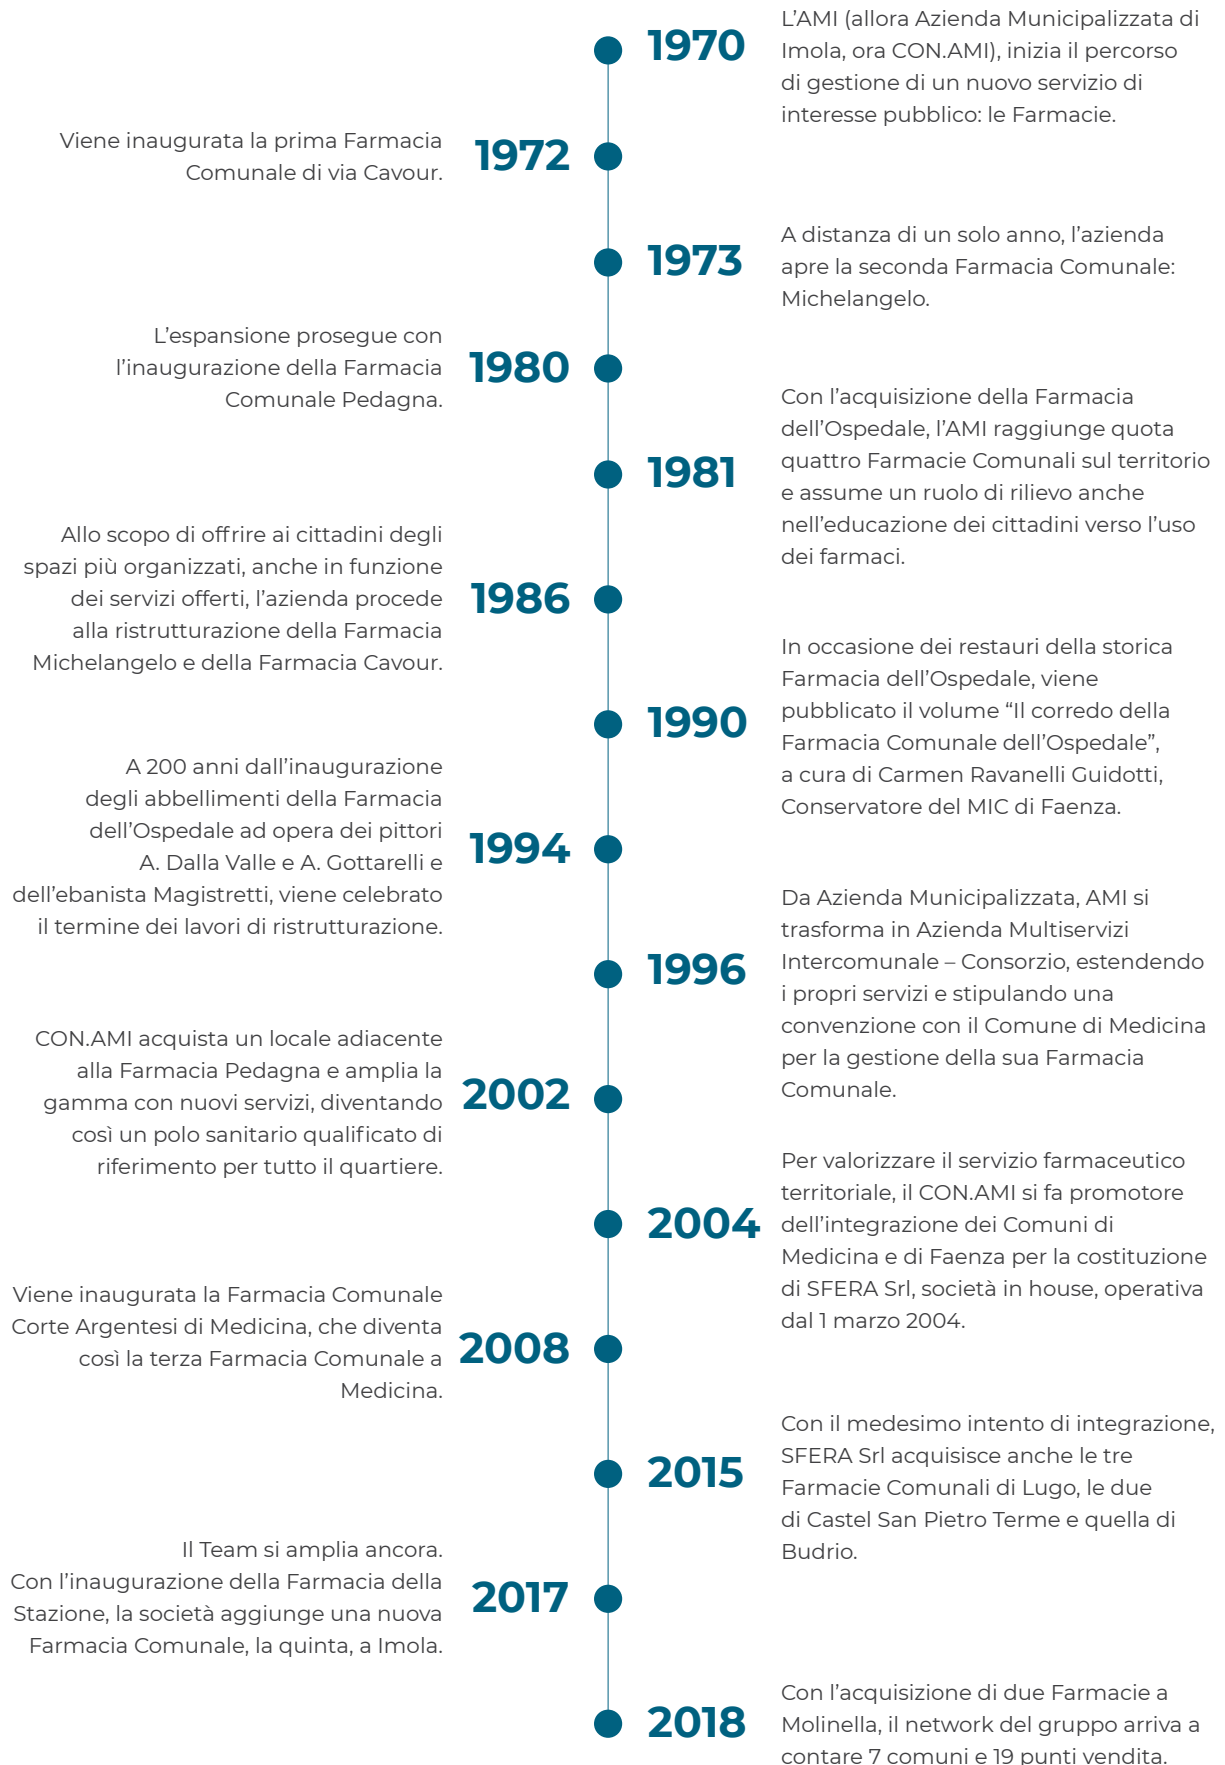 1970
L’AMI (allora Azienda Municipalizzata di
Imola, ora CON.AMI), inizia il percorso
di gestione di un nuovo servizio di
interesse pubblico: le Farmacie.
Viene inaugurata la prima Farmacia
Comunale di via Cavour.
1972
1973
A distanza di un solo anno, l’azienda
apre la seconda Farmacia Comunale:
Michelangelo.
L’espansione prosegue con
l’inaugurazione della Farmacia
Comunale Pedagna.
1980
1981
Con l’acquisizione della Farmacia
dell’Ospedale, l’AMI raggiunge quota
quattro Farmacie Comunali sul territorio
e assume un ruolo di rilievo anche
nell’educazione dei cittadini verso l’uso
dei farmaci.
Allo scopo di offrire ai cittadini degli
spazi più organizzati, anche in funzione
dei servizi offerti, l’azienda procede
alla ristrutturazione della Farmacia
Michelangelo e della Farmacia Cavour.
1986
1990
In occasione dei restauri della storica
Farmacia dell’Ospedale, viene
pubblicato il volume “Il corredo della
Farmacia Comunale dell’Ospedale”,
a cura di Carmen Ravanelli Guidotti,
Conservatore del MIC di Faenza.
A 200 anni dall’inaugurazione
degli abbellimenti della Farmacia
dell’Ospedale ad opera dei pittori
A. Dalla Valle e A. Gottarelli e
dell’ebanista Magistretti, viene celebrato
il termine dei lavori di ristrutturazione.
1994
1996
Da Azienda Municipalizzata, AMI si
trasforma in Azienda Multiservizi
Intercomunale – Consorzio, estendendo
i propri servizi e stipulando una
convenzione con il Comune di Medicina
per la gestione della sua Farmacia
Comunale.
CON.AMI acquista un locale adiacente
alla Farmacia Pedagna e amplia la
gamma con nuovi servizi, diventando
così un polo sanitario qualificato di
riferimento per tutto il quartiere.
2002
2004
Per valorizzare il servizio farmaceutico
territoriale, il CON.AMI si fa promotore
dell’integrazione dei Comuni di
Medicina e di Faenza per la costituzione
di SFERA Srl, società in house, operativa
dal 1 marzo 2004.
Viene inaugurata la Farmacia Comunale
Corte Argentesi di Medicina, che diventa
così la terza Farmacia Comunale a
Medicina.
2008
2015
Con il medesimo intento di integrazione,
SFERA Srl acquisisce anche le tre
Farmacie Comunali di Lugo, le due
di Castel San Pietro Terme e quella di
Budrio.
Il Team si amplia ancora.
Con l’inaugurazione della Farmacia della
Stazione, la società aggiunge una nuova
Farmacia Comunale, la quinta, a Imola.
2017
2018
Con l’acquisizione di due Farmacie a
Molinella, il network del gruppo arriva a
contare 7 comuni e 19 punti vendita.